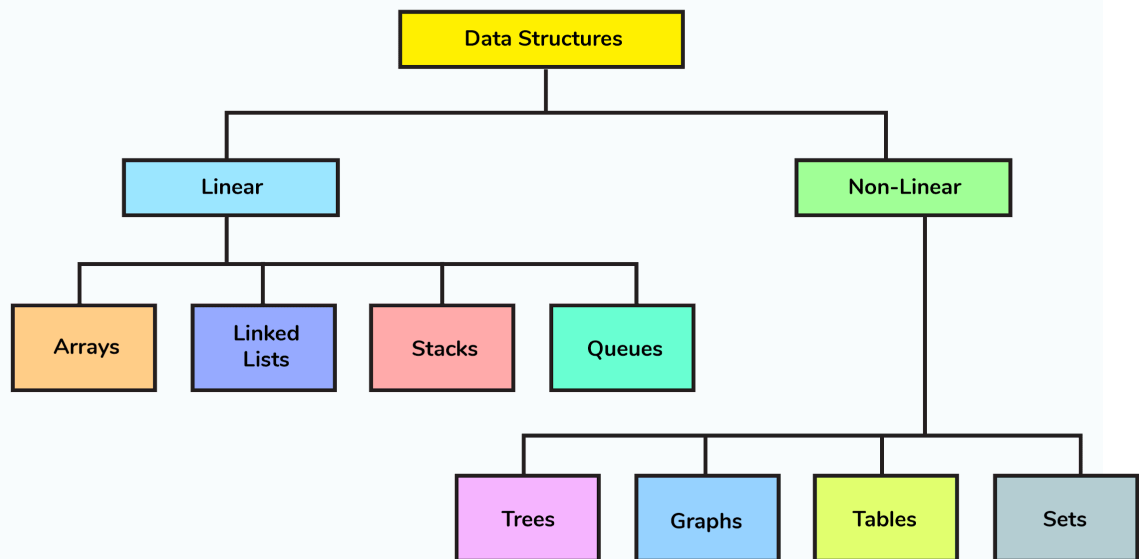 Data Structures
Linear
Non-Linear
Arrays
Linked
Lists
Stacks
Queues
Trees
Graphs
Tables
Sets